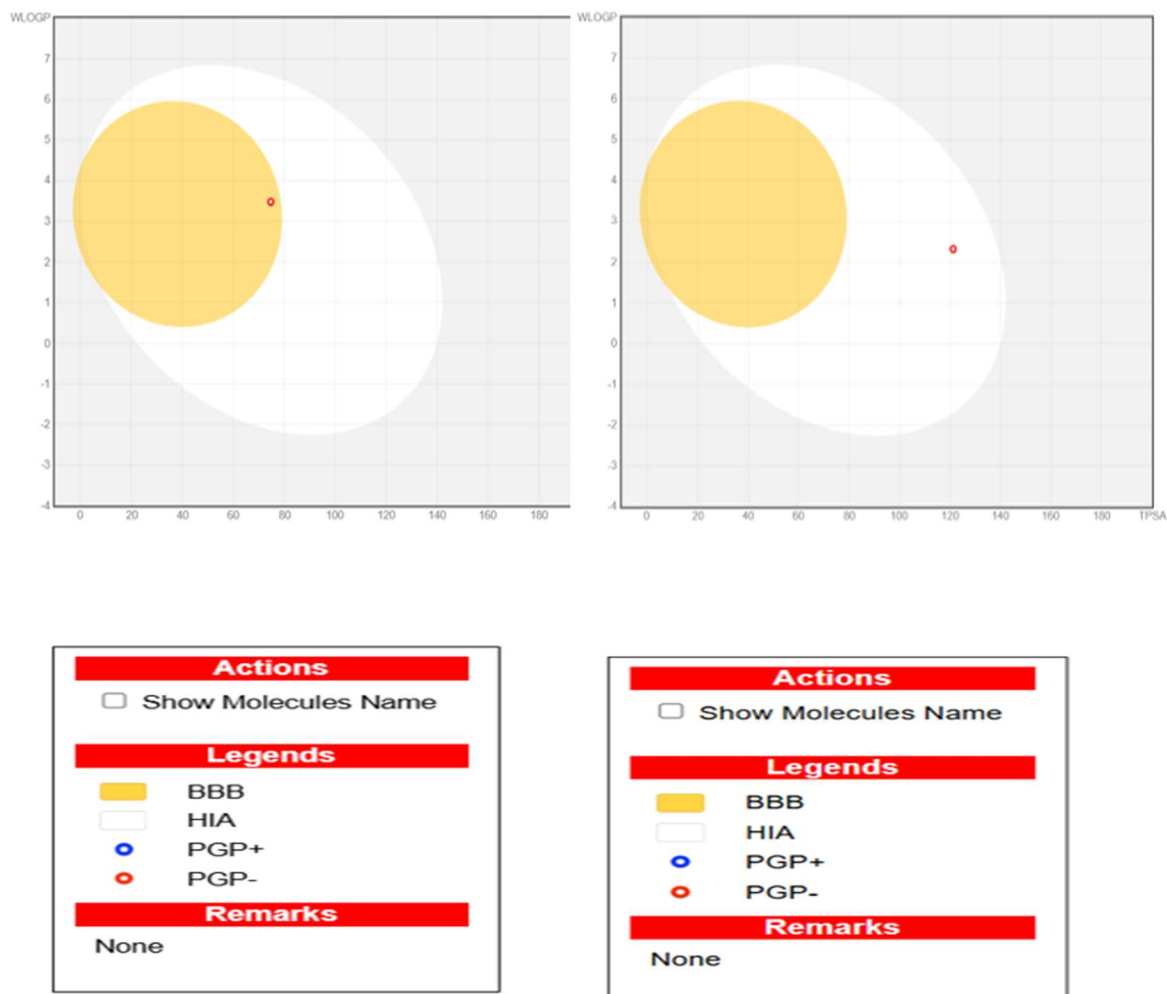 WLOGP
7
6
5
4
3
2
1
0
-1
-2
-3
-4
0 20 40 60 80 100 120 140 160 180
WLOGP
7
6
5
4
3
2
1
0
-1
-2
-3
-4
0 20 40 60 80 100 120 140 160 180 TPSA
Actions
Show Molecules Name
Legends
BBB
HIA
PGP+
PGP-
Remarks
None
Actions
Show Molecules Name
Legends
BBB
HIA
PGP+
PGP-
Remarks
None